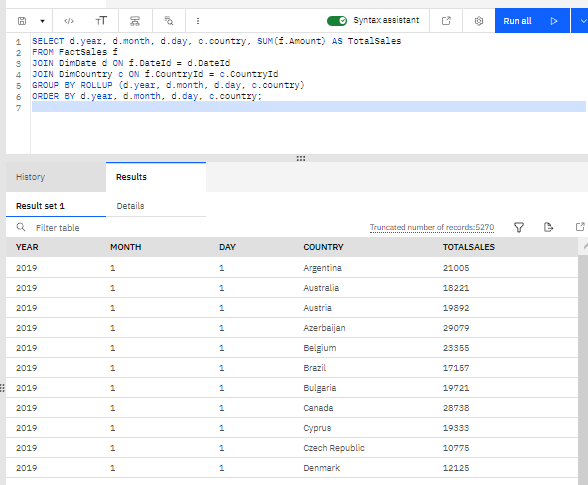 </> тT Syntax assistant Run all
1 SELECT d.year, d.month, d.day, c.country, SUM(f.Amount) AS TotalSales
2 FROM FactSales f
3 JOIN DimDate d ON f.DateId = d.DateId
4 JOIN DimCountry c ON f.CountryId = c.CountryId
5 GROUP BY ROLLUP (d.year, d.month, d.day, c.country)
6 ORDER BY d.year, d.month, d.day, c.country;
7
History Results
Result set 1 Details
Filter table Truncated number of records:5270
YEAR MONTH DAY COUNTRY TOTALSALES
2019 1 1 Argentina 21005
2019 1 1 Australia 18221
2019 1 1 Austria 19892
2019 1 1 Azerbaijan 29079
2019 1 1 Belgium 23355
2019 1 1 Brazil 17157
2019 1 1 Bulgaria 19721
2019 1 1 Canada 28738
2019 1 1 Cyprus 19333
2019 1 1 Czech Republic 10775
2019 1 1 Denmark 12125